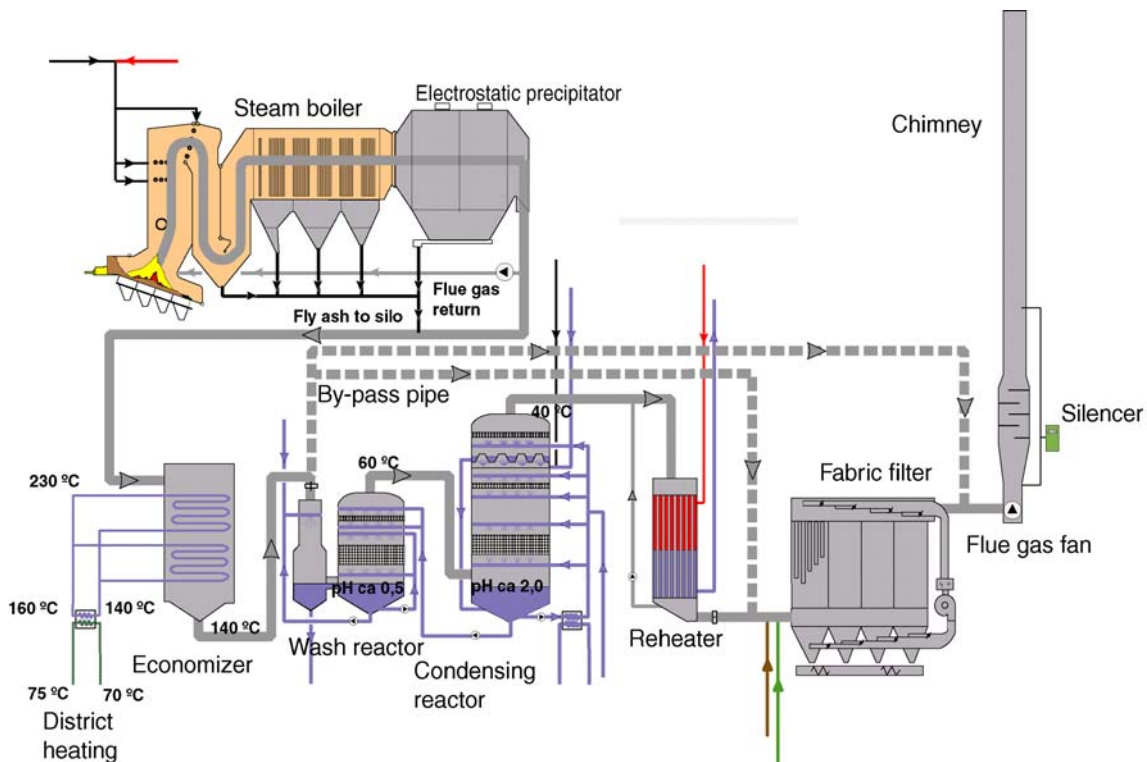 Steam boiler
Electrostatic precipitator
Chimney
Flue gas
return
Fly ash to silo
By-pass pipe
40 ºC
Silencer
60 ºC
230 ºC
Fabric filter
Flue gas fan
pH ca 0,5
pH ca 2,0
160 ºC
140 ºC
140 ºC
Wash reactor
Reheater
Economizer
Condensing
reactor
75 ºC
70 ºC
District
heating